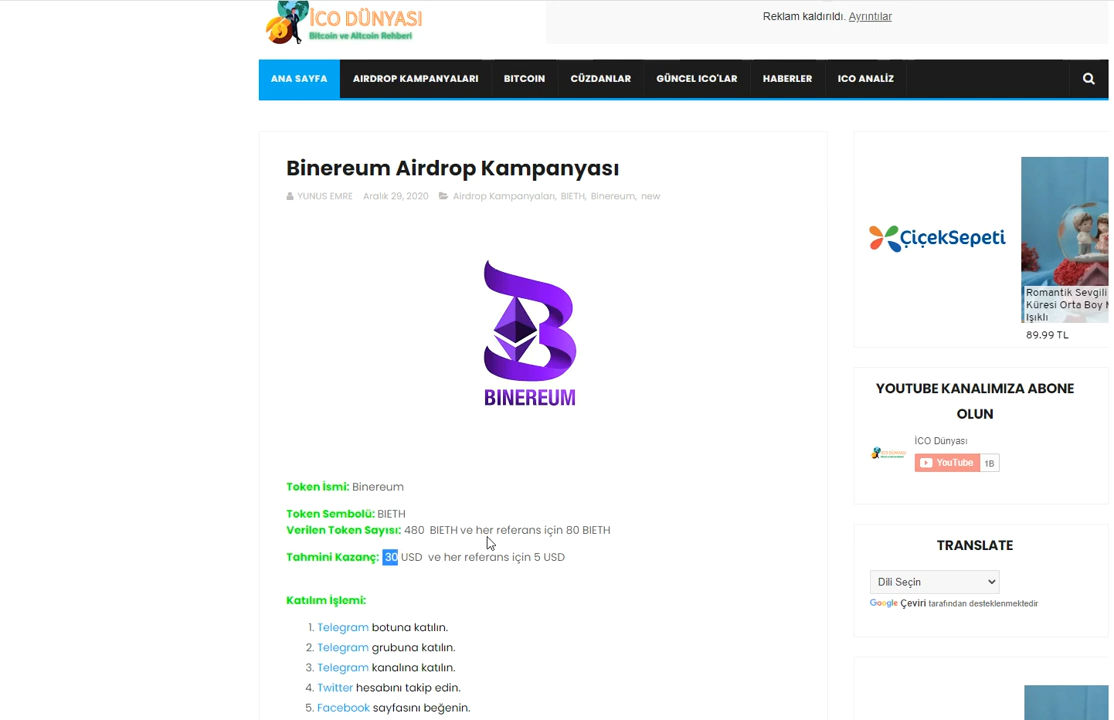 İCO DÜNYASI
Bitcoin ve Altcoin Rehberi
Reklam kaldırıldı. Ayrıntılar
ANA SAYFA AIRDROP KAMPANYALARI BITCOIN CÜZDANLAR GÜNCEL ICO'LAR HABERLER ICO ANALİZ
Binereum Airdrop Kampanyası
YUNUS EMRE Aralık 29, 2020 Airdrop Kampanyaları, BIETH, Binereum, new
BINEREUM
Token İsmi: Binereum
Token Sembolü: BIETH
Verilen Token Sayısı: 480 BIETH ve her referans için 80 BIETH
Tahmini Kazanç: 30 USD ve her referans için 5 USD
Katılım İşlemi:
1. Telegram botuna katılın.
2. Telegram grubuna katılın.
3. Telegram kanalına katılın.
4. Twitter hesabını takip edin.
5. Facebook sayfasını beğenin.
ÇiçekSepeti
Romantik Sevgili
Küresi Orta Boy M
Işıklı
89.99 TL
YOUTUBE KANALIMIZA ABONE
OLUN
İCO Dünyası
YouTube 1B
TRANSLATE
Dili Seçin
Google Çeviri tarafından desteklenmektedir